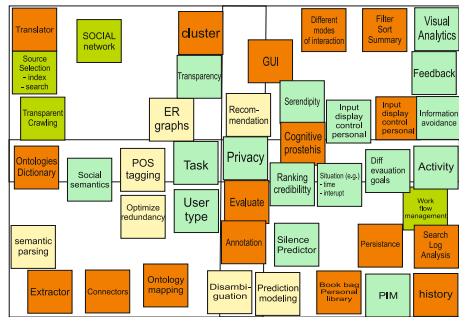 Translator
SOCIAL
network
cluster
Different
modes
of interaction
Filter
Sort
Summary
Visual
Analytics
Source
Selection
- index
- search
Transparency
GUI
Feedback
Transparent
Crawling
ER
graphs
Recom-
mendation
Serendipity
Input
display
control
personal
Input
display
control
personal
Information
avoidance
Cognitive
prostehis
Ontologies
Dictionary
Social
semantics
POS
tagging
Task
Privacy
Ranking
credibililty
Situation (e.g.)
- time
- interupt
Diff
evauation
goals
Activity
Optimize
redundancy
User
type
Evaluate
Work
flow
management
semantic
parsing
Annotation
Silence
Predictor
Persistance
Search
Log
Analysis
Extractor
Connectors
Ontology
mapping
Disambi-
guation
Prediction
modeling
Book bag
Personal
library
PIM
history